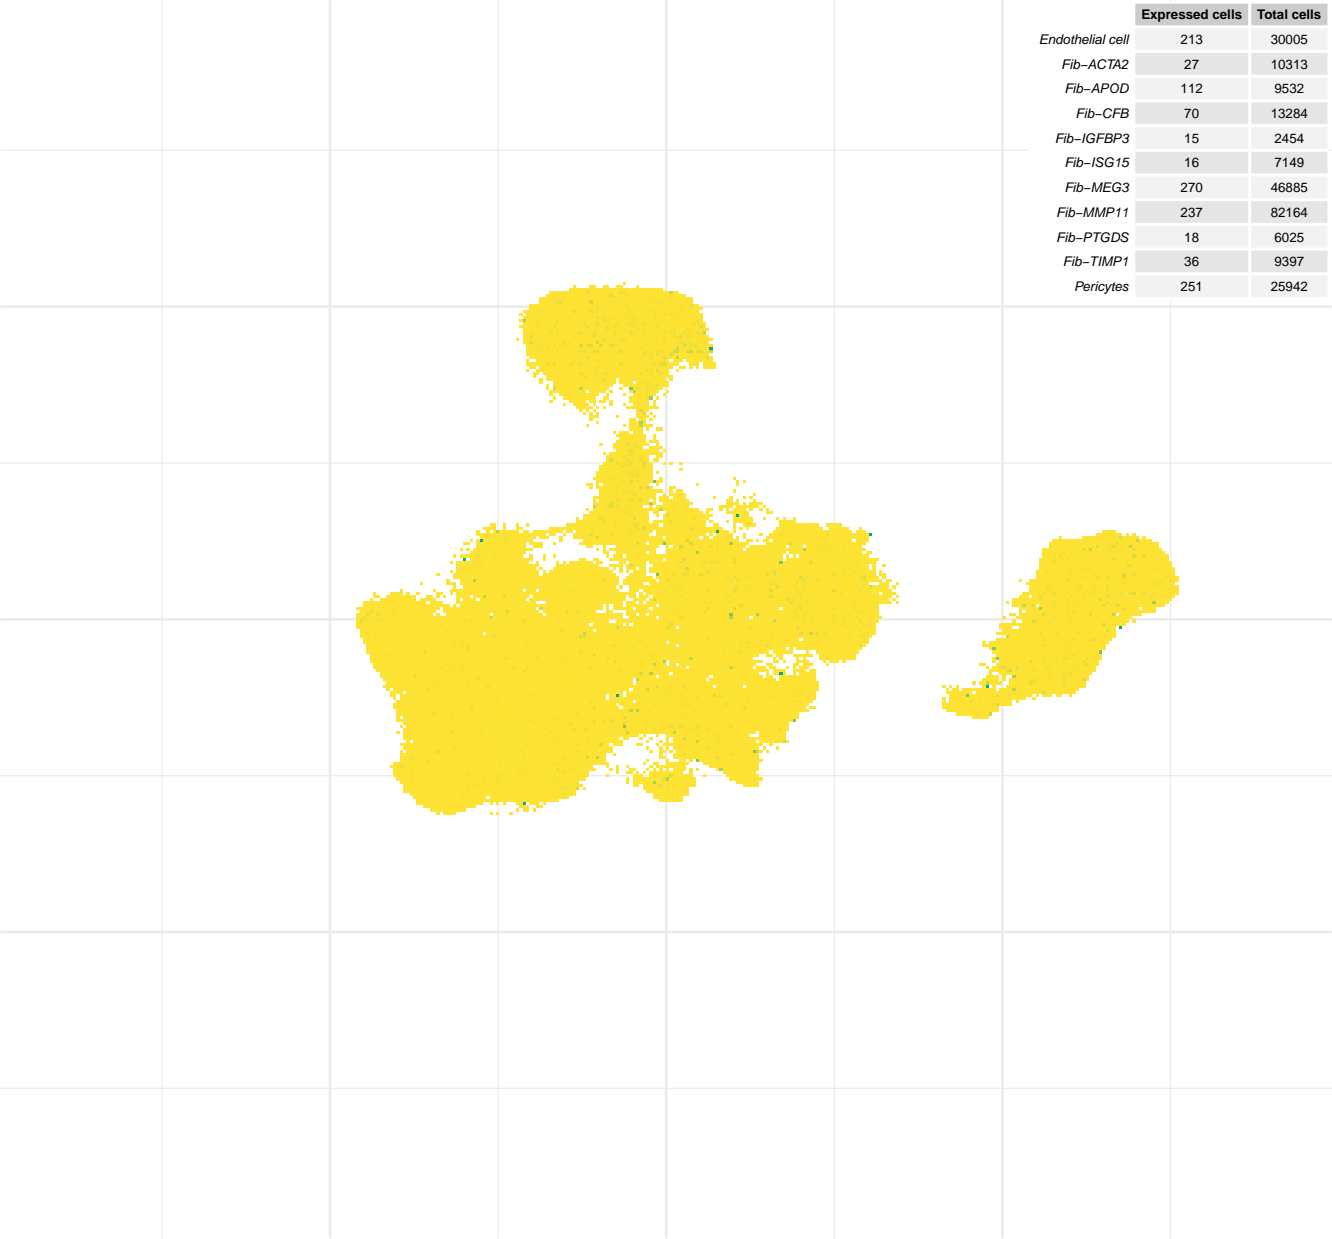 Expressed cells Total cells
Endothelial cell 213 30005
Fib−ACTA2 27 10313
Fib−APOD 112 9532
Fib−CFB 70 13284
Fib−IGFBP3 15 2454
Fib−ISG15 16 7149
Fib−MEG3 270 46885
Fib−MMP11 237 82164
Fib−PTGDS 18 6025
Fib−TIMP1 36 9397
Pericytes 251 25942